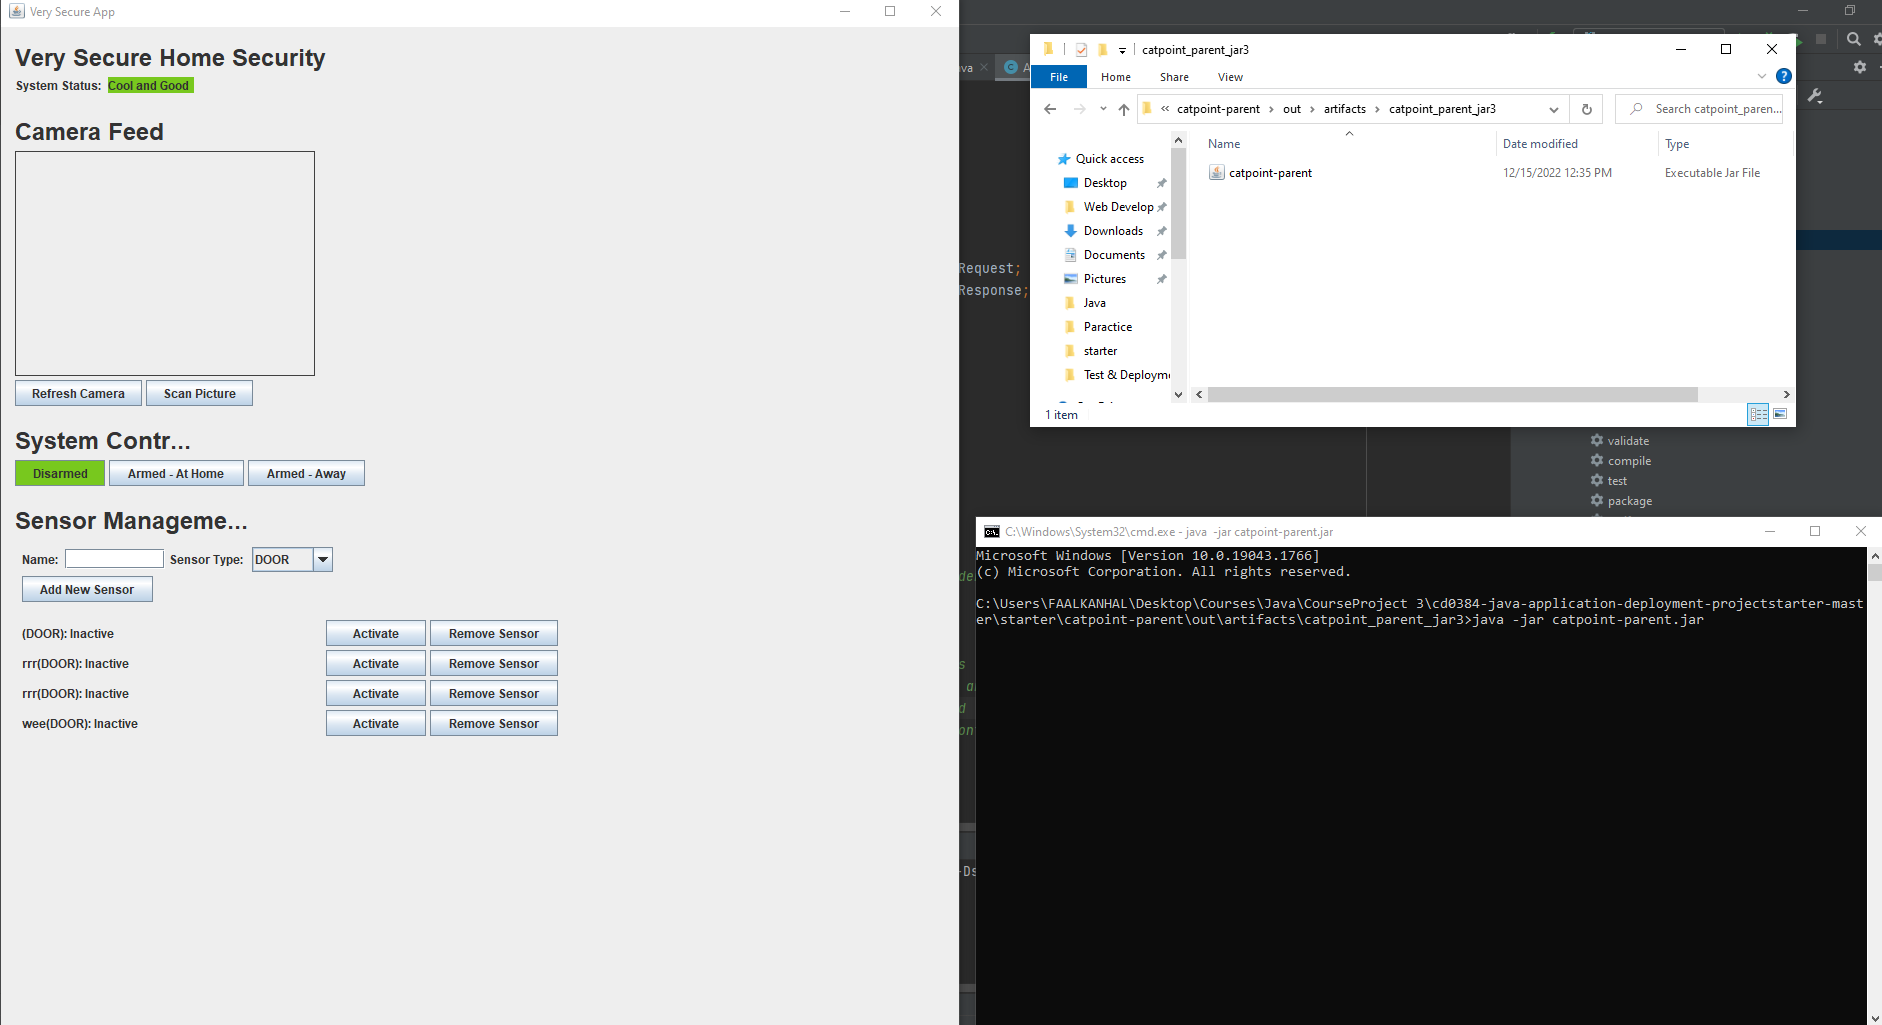 Very Secure App
Very Secure Home Security
System Status: Cool and Good
Camera Feed
Refresh Camera
Scan Picture
System Contr...
Disarmed
Armed - At Home
Armed - Away
Sensor Manageme...
Name:
Sensor Type:
DOOR
Add New Sensor
(DOOR): Inactive
Activate
Remove Sensor
rrr(DOOR): Inactive
Activate
Remove Sensor
rrr(DOOR): Inactive
Activate
Remove Sensor
wee(DOOR): Inactive
Activate
Remove Sensor
ava
Request;
Response;
catpoint_parent_jar3
File
Home
Share
View
« catpoint-parent > out > artifacts > catpoint_parent_jar3
Search catpoint_paren...
Quick access
Desktop
Web Develop
Downloads
Documents
Pictures
Java
Paractice
starter
Test & Deployme
Name
Date modified
Type
catpoint-parent
12/15/2022 12:35 PM
Executable Jar File
1 item
validate
compile
test
package
C:\Windows\System32\cmd.exe - java -jar catpoint-parent.jar
Microsoft Windows [Version 10.0.19043.1766]
(c) Microsoft Corporation. All rights reserved.
C:\Users\FAALKANHAL\Desktop\Courses\Java\CourseProject 3\cd0384-java-application-deployment-projectstarter-mast
er\starter\catpoint-parent\out\artifacts\catpoint_parent_jar3>java -jar catpoint-parent.jar